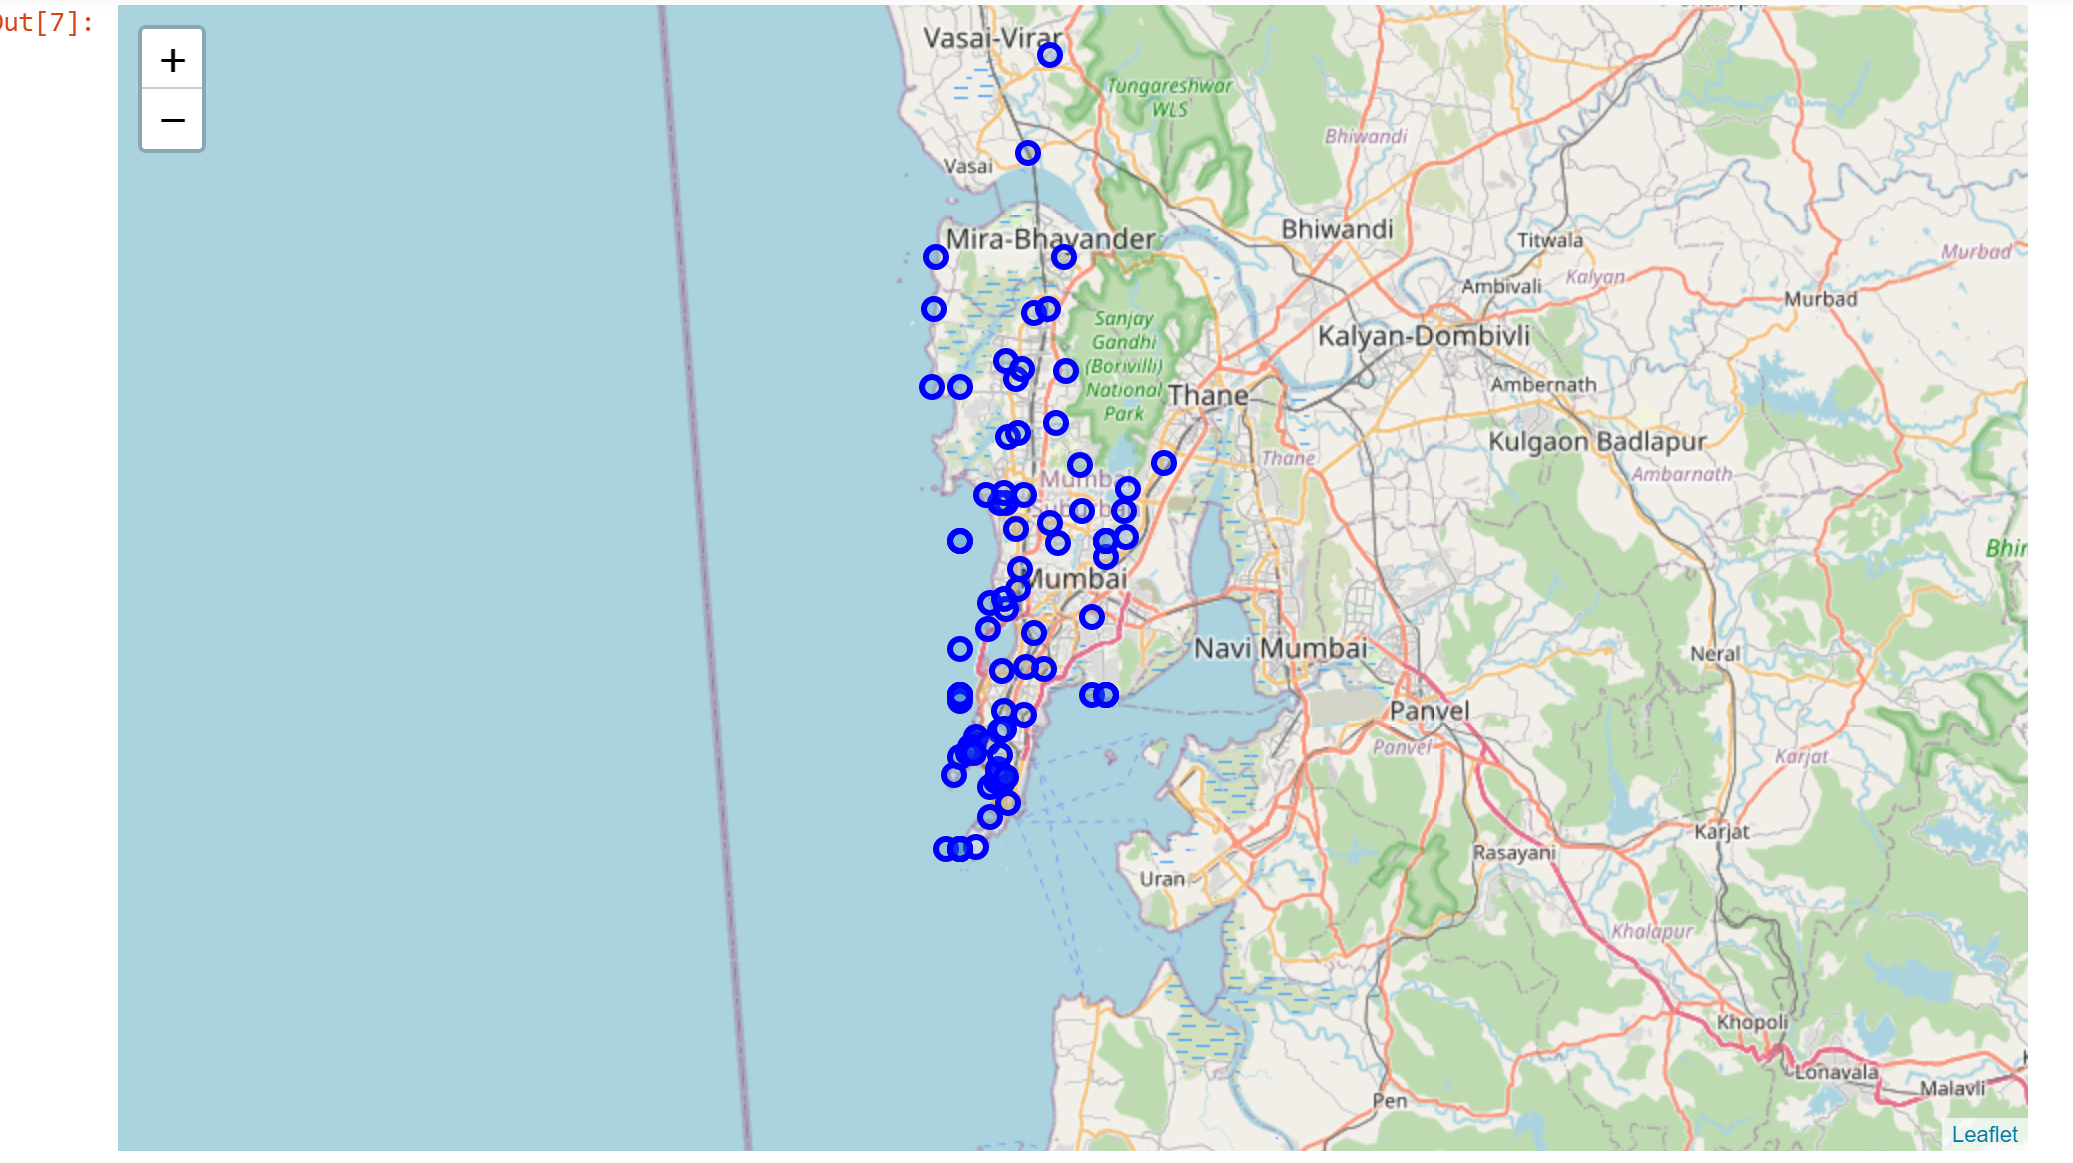 Out[7]:
+
−
Vasai-Virar
Tungareshwar
WLS
Bhiwandi
Vasai
Mira-Bhayander
Bhiwandi
Titwala
Murbad
Kalyan
Ambivali
Murbad
Sanjay
Gandhi
(Borivilli)
National
Park
Kalyan-Dombivli
Thane
Ambernath
Kulgaon Badlapur
Thane
Ambarnath
Mumbai
Navi Mumbai
Neral
Panvel
Panvel
Karjat
Karjat
Rasayani
Uran
Khalapur
Khopoli
Lonavala
Malavli
Pen
Leaflet